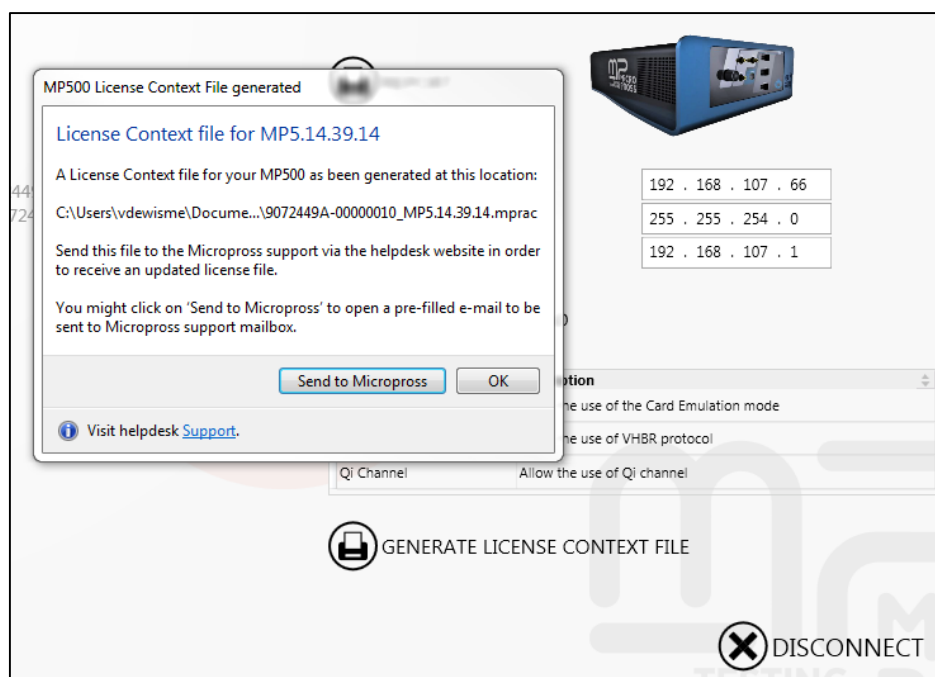 MP500 License Context File generated
License Context file for MP5.14.39.14
A License Context file for your MP500 as been generated at this location:
C:\Users\vdewisme\Docume...\9072449A-00000010_MP5.14.39.14.mprac
Send this file to the Micropross support via the helpdesk website in order
to receive an updated license file.
You might click on 'Send to Micropross' to open a pre-filled e-mail to be
sent to Micropross support mailbox.
Send to Micropross
OK
Visit helpdesk Support.
MP
192 . 168 . 107 . 66
255 . 255 . 254 . 0
192 . 168 . 107 . 1
ption
he use of the Card Emulation mode
he use of VHBR protocol
Qi Channel Allow the use of Qi channel
GENERATE LICENSE CONTEXT FILE
DISCONNECT
TESTING